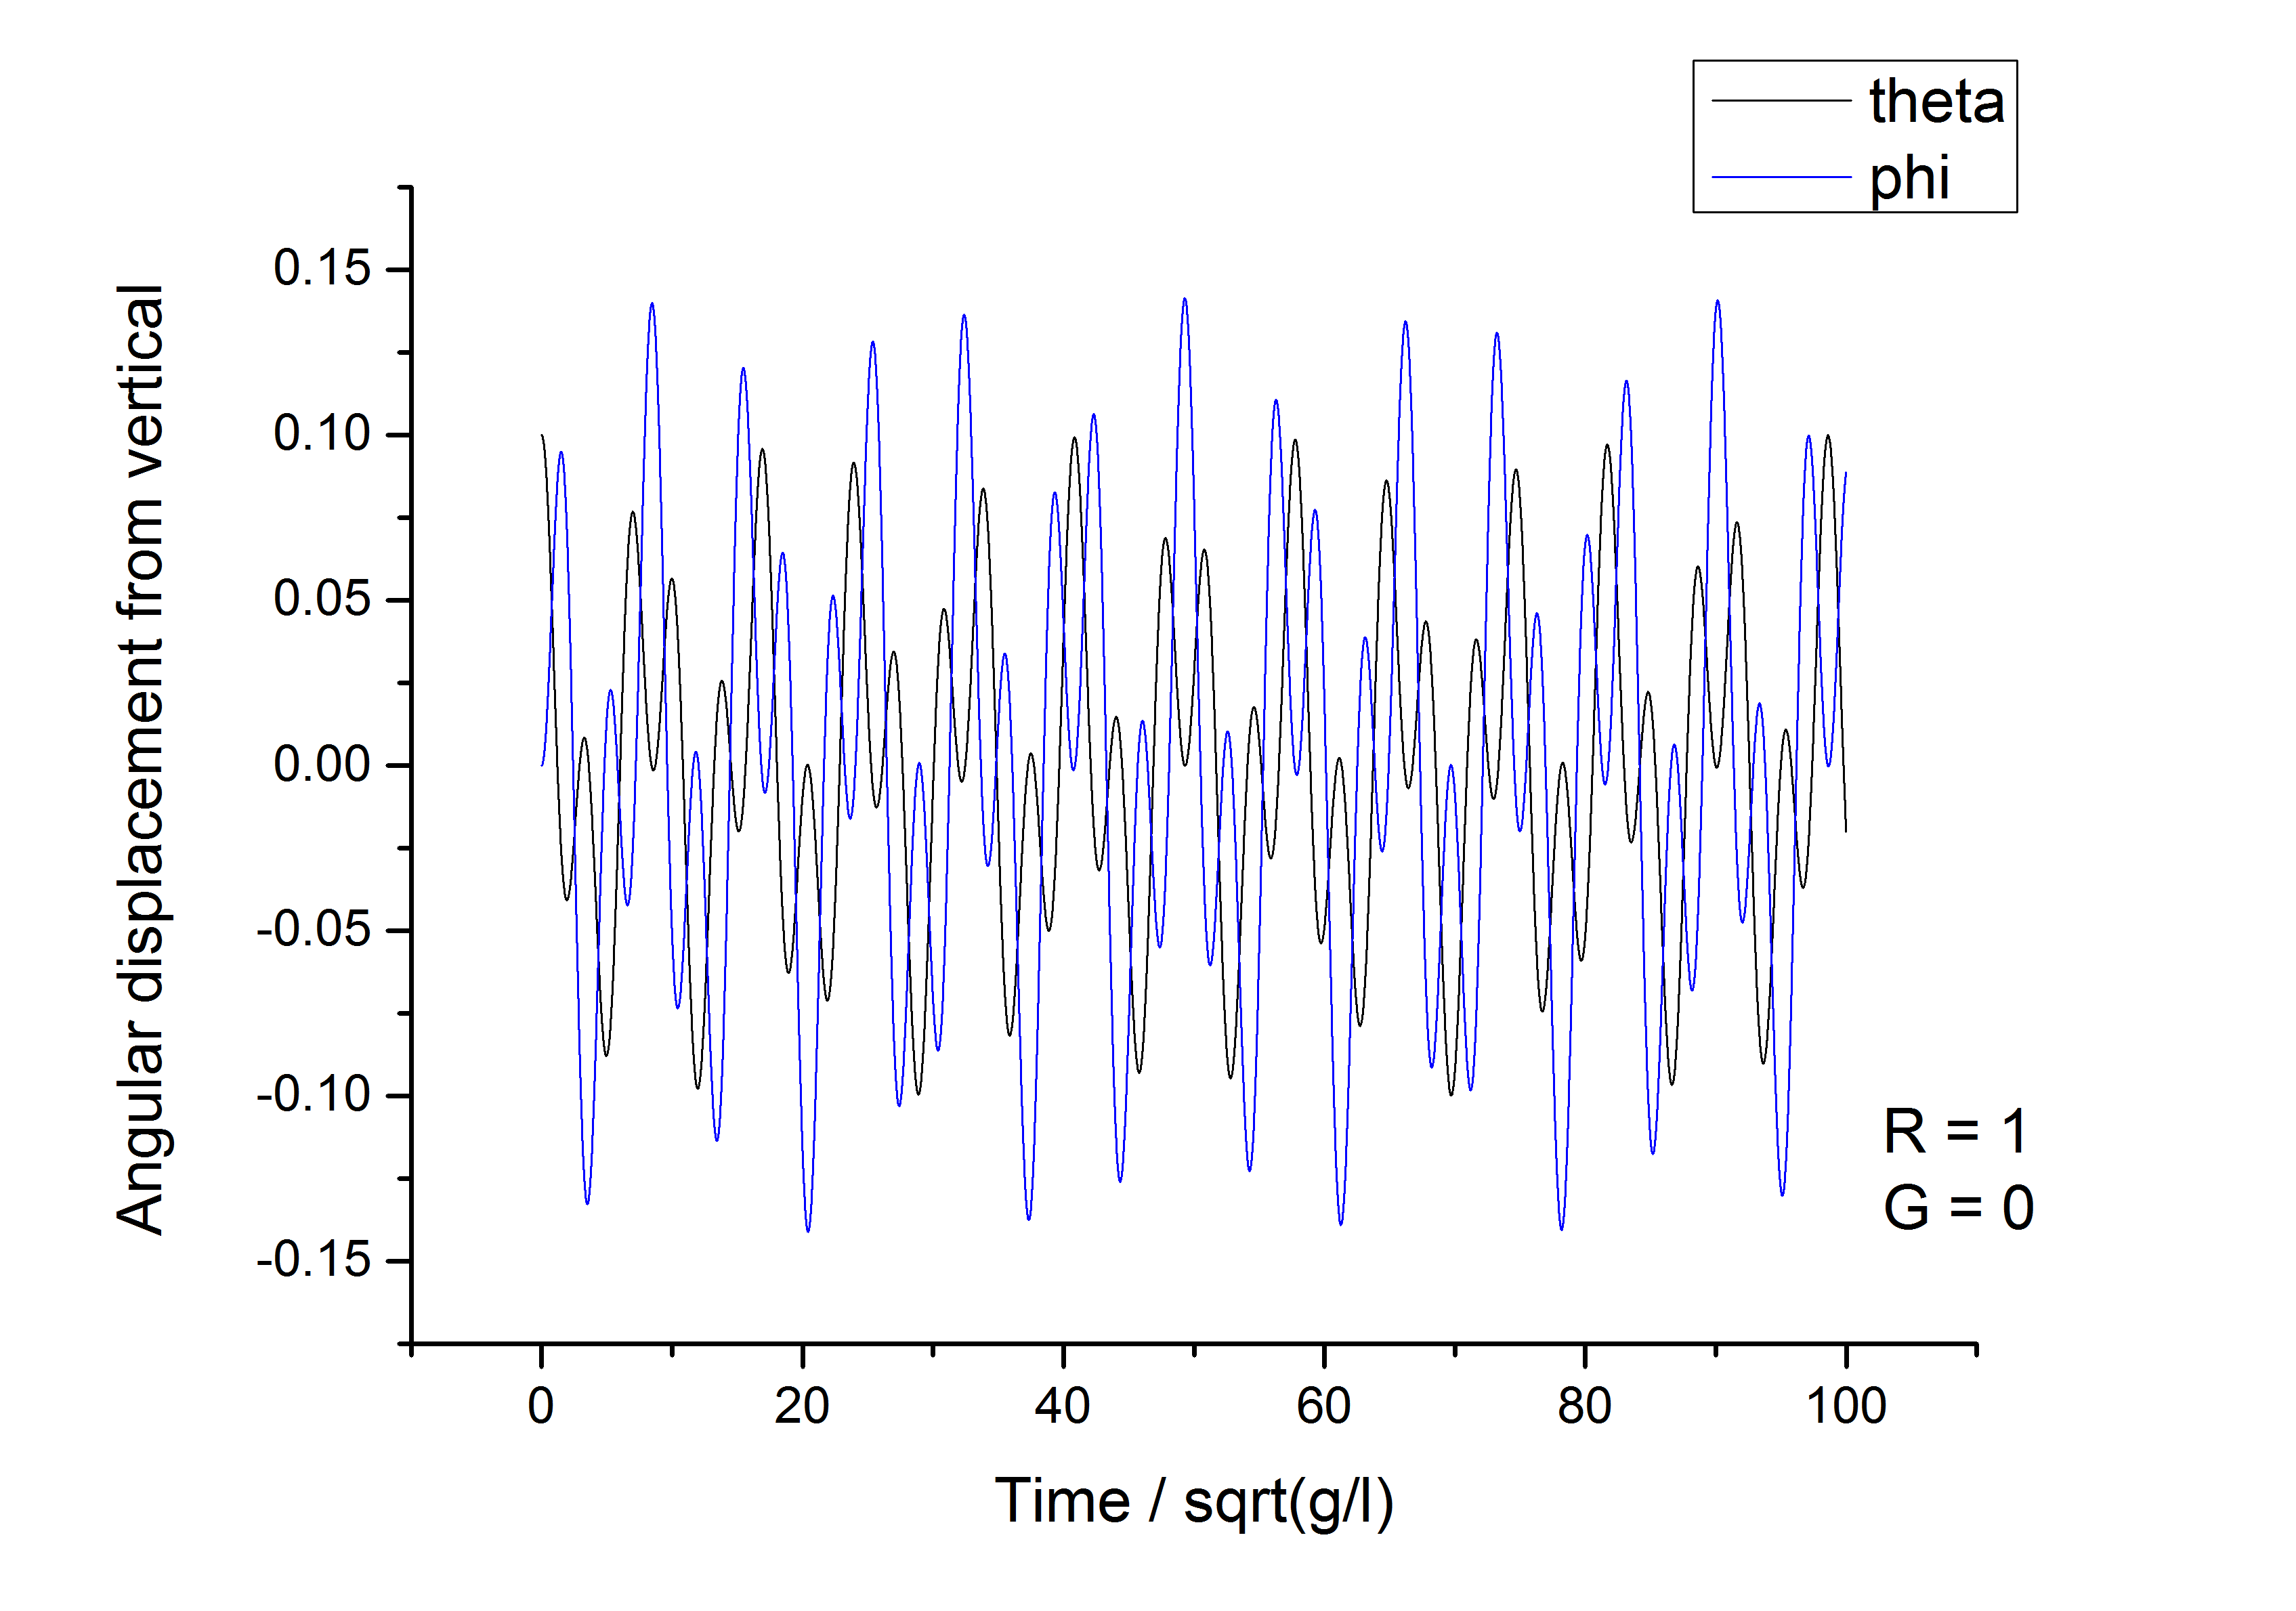 theta
phi
Angular displacement from vertical
0.15
0.10
0.05
0.00
-0.05
-0.10
-0.15
R = 1
G = 0
0 20 40 60 80 100
Time / sqrt(g/l)